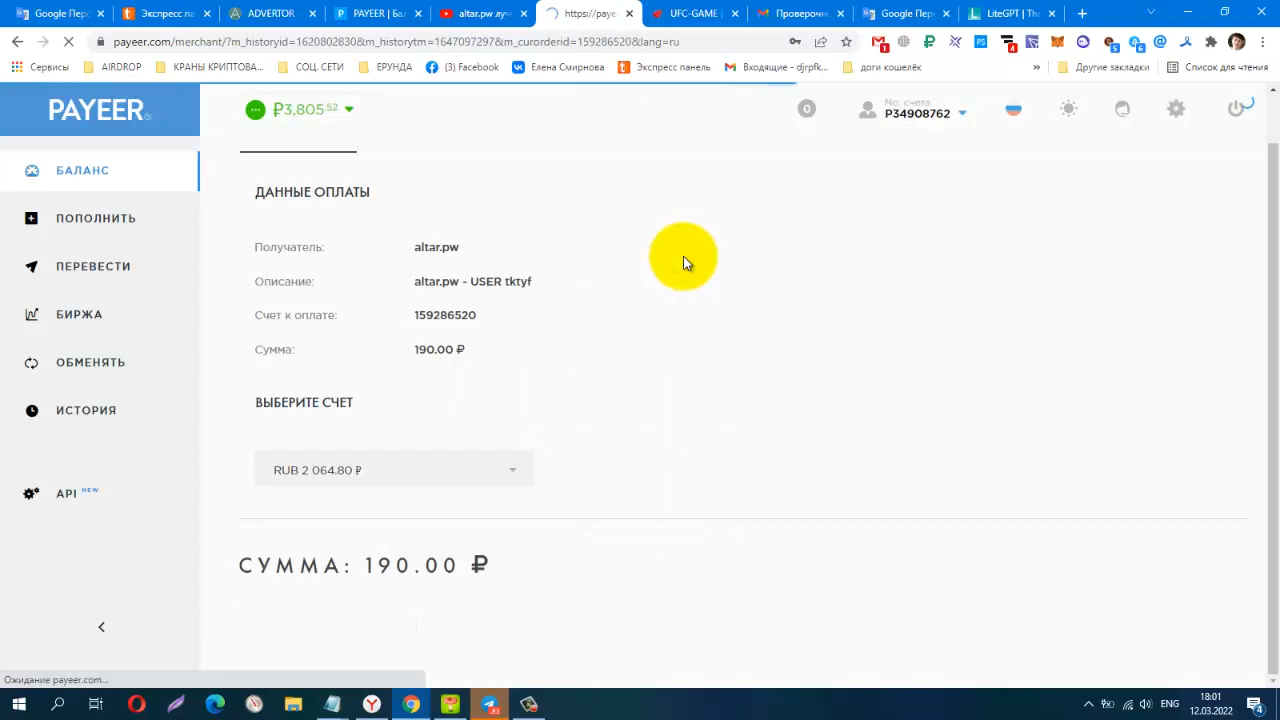 Google Перс
Экспресс па
ADVERTOR
PAYEER | Бал
altar.pw луч
https://paye
UFC-GAME |
Проверочн
Google Перс
LiteGPT | Th
payeer.com/merchant/?m_historyid=1620802830&m_historytm=1647097297&m_curorderid=159286520&lang=ru
Сервисы
AIRDROP
КРАНЫ КРИПТОВА...
СОЦ. СЕТИ
ЕРУНДА
(3) Facebook
Елена Смирнова
Экспресс панель
Входящие - djrpfk...
доги кошелёк
»
Другие закладки
Список для чтения
PAYEER
₽3,805.52
0
No. счета
P34908762
БАЛАНС
ПОПОЛНИТЬ
ПЕРЕВЕСТИ
БИРЖА
ОБМЕНЯТЬ
ИСТОРИЯ
API NEW
ДАННЫЕ ОПЛАТЫ
Получатель: altar.pw
Описание: altar.pw - USER tktyf
Счет к оплате: 159286520
Сумма: 190.00 ₽
ВЫБЕРИТЕ СЧЕТ
RUB 2 064.80 ₽
СУММА: 190.00 ₽
Ожидание payeer.com...
ENG
18:01
12.03.2022